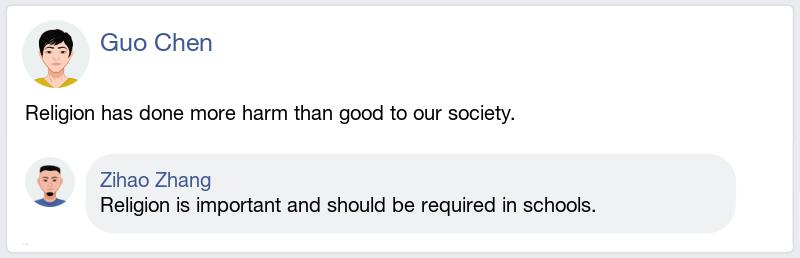 Guo Chen
Religion has done more harm than good to our society.
Zihao Zhang
Religion is important and should be required in schools.